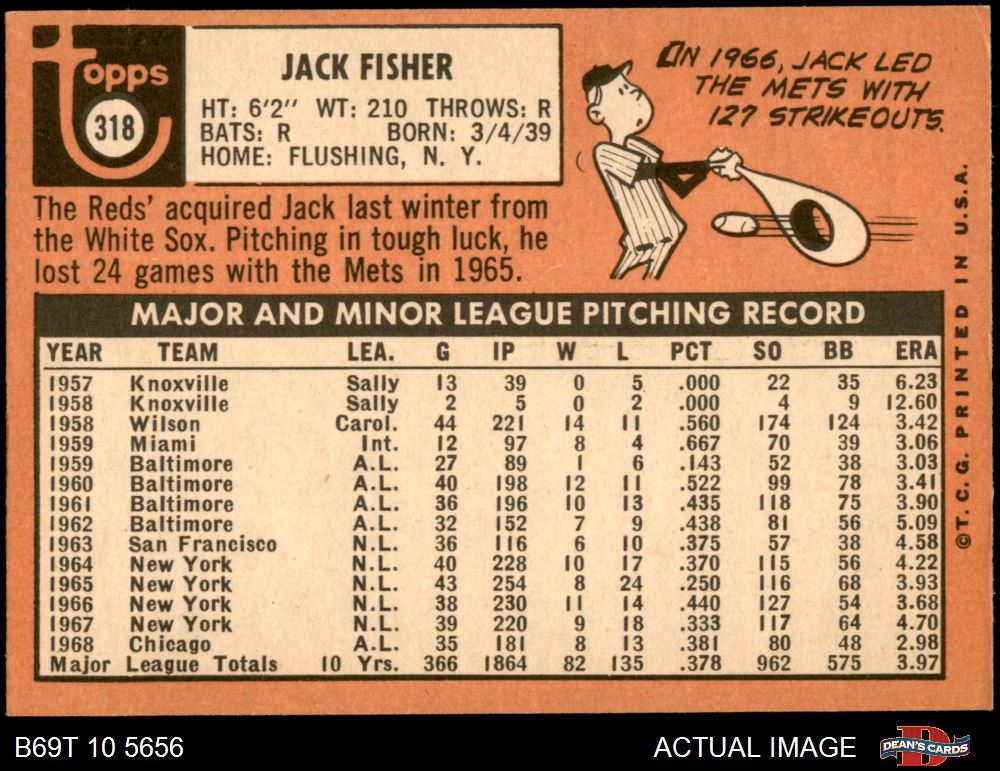 Topps
318
JACK FISHER
HT: 6'2" WT: 210 THROWS: R
BATS: R BORN: 3/4/39
HOME: FLUSHING, N. Y.
ON 1966, JACK LED
THE METS WITH
127 STRIKEOUTS.
The Reds' acquired Jack last winter from
the White Sox. Pitching in tough luck, he
lost 24 games with the Mets in 1965.
MAJOR AND MINOR LEAGUE PITCHING RECORD
YEAR TEAM LEA. G IP W L PCT SO BB ERA
1957 Knoxville Sally 13 39 0 5 .000 22 35 6.23
1958 Knoxville Sally 2 5 0 2 .000 4 9 12.60
1958 Wilson Carol. 44 221 14 11 .560 174 124 3.42
1959 Miami Int. 12 97 8 4 .667 70 39 3.06
1959 Baltimore A.L. 27 89 1 6 .143 52 38 3.03
1960 Baltimore A.L. 40 198 12 11 .522 99 78 3.41
1961 Baltimore A.L. 36 196 10 13 .435 118 75 3.90
1962 Baltimore A.L. 32 152 7 9 .438 81 56 5.09
1963 San Francisco N.L. 36 116 6 10 .375 57 38 4.58
1964 New York N.L. 40 228 10 17 .370 115 56 4.22
1965 New York N.L. 43 254 8 24 .250 116 68 3.93
1966 New York N.L. 38 230 11 14 .440 127 54 3.68
1967 New York N.L. 39 220 9 18 .333 117 64 4.70
1968 Chicago A.L. 35 181 8 13 .381 80 48 2.98
Major League Totals 10 Yrs. 366 1864 82 135 .378 962 575 3.97
©T. C. G. PRINTED IN U.S.A.
B69T 10 5656
ACTUAL IMAGE
DEAN'S CARDS